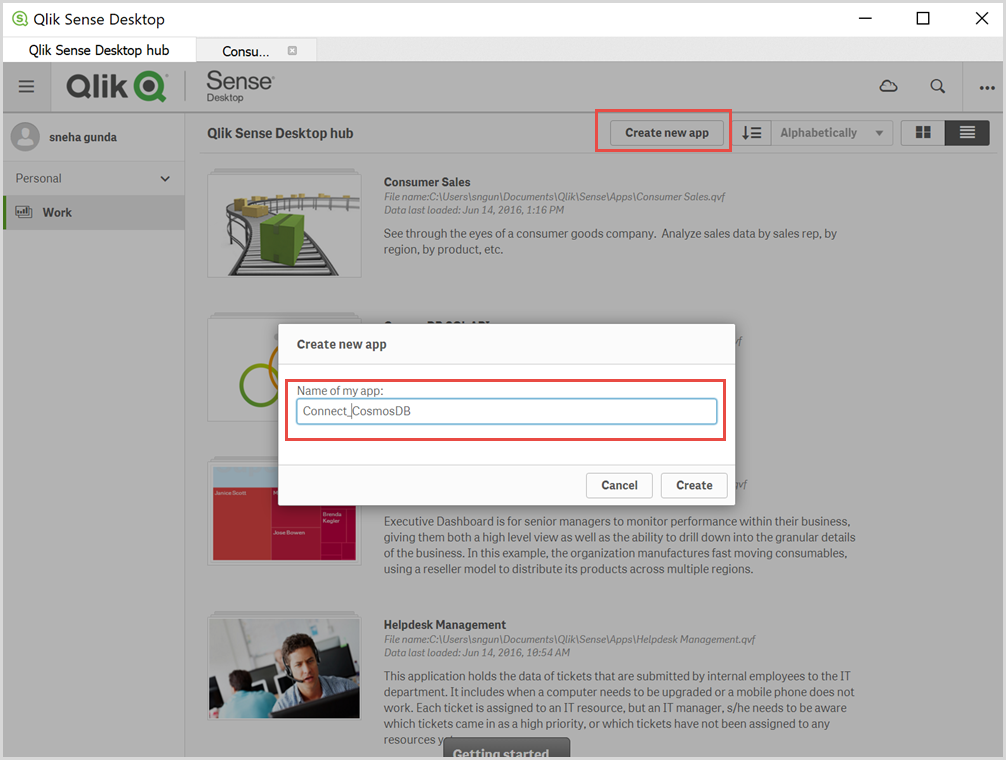 Qlik Sense Desktop
Qlik Sense Desktop hub
Consu...
Qlik
Sense
Desktop
sneha gunda
Personal
Work
Qlik Sense Desktop hub
Create new app
Alphabetically
Consumer Sales
File name:C:\Users\sngun\Documents\Qlik\Sense\Apps\Consumer Sales.qvf
Data last loaded: Jun 14, 2016, 1:16 PM
See through the eyes of a consumer goods company. Analyze sales data by sales rep, by
region, by product, etc.
Create new app
Name of my app:
Connect_CosmosDB
Cancel
Create
Janice Scott
Brenda
Kegler
Jose Bowen
Executive Dashboard is for senior managers to monitor performance within their business,
giving them both a high level view as well as the ability to drill down into the granular details
of the business. In this example, the organization manufactures fast moving consumables,
using a reseller model to distribute its products across multiple regions.
Helpdesk Management
File name:C:\Users\sngun\Documents\Qlik\Sense\Apps\Helpdesk Management.qvf
Data last loaded: Jun 14, 2016, 10:54 AM
This application holds the data of tickets that are submitted by internal employees to the IT
department. It includes when a computer needs to be upgraded or a mobile phone does not
work. Each ticket is assigned to an IT resource, but an IT manager, s/he needs to be aware
which tickets came in as a high priority, or which tickets have not been assigned to any
resources
Getting started